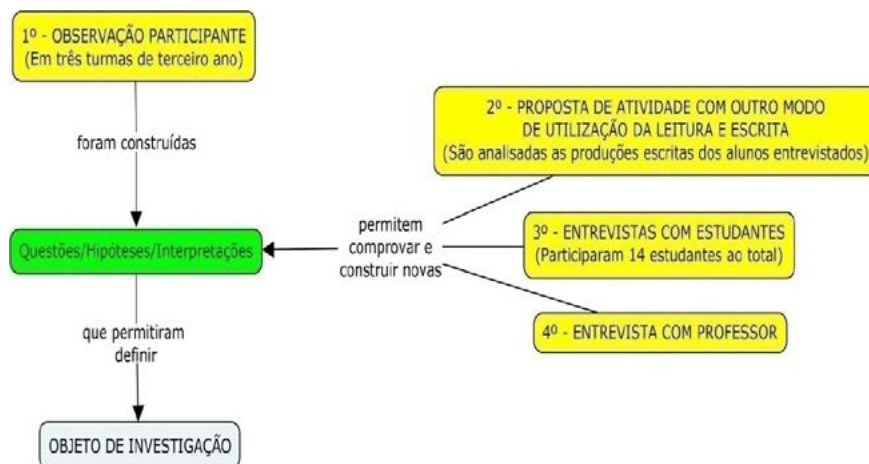 1º - OBSERVAÇÃO PARTICIPANTE
(Em três turmas de terceiro ano)
foram construídas
Questões/Hipóteses/Interpretações
que permitiram
definir
OBJETO DE INVESTIGAÇÃO
2º - PROPOSTA DE ATIVIDADE COM OUTRO MODO
DE UTILIZAÇÃO DA LEITURA E ESCRITA
(São analisadas as produções escritas dos alunos entrevistados)
permitem
comprovar e
construir novas
3º - ENTREVISTAS COM ESTUDANTES
(Participaram 14 estudantes ao total)
4º - ENTREVISTA COM PROFESSOR